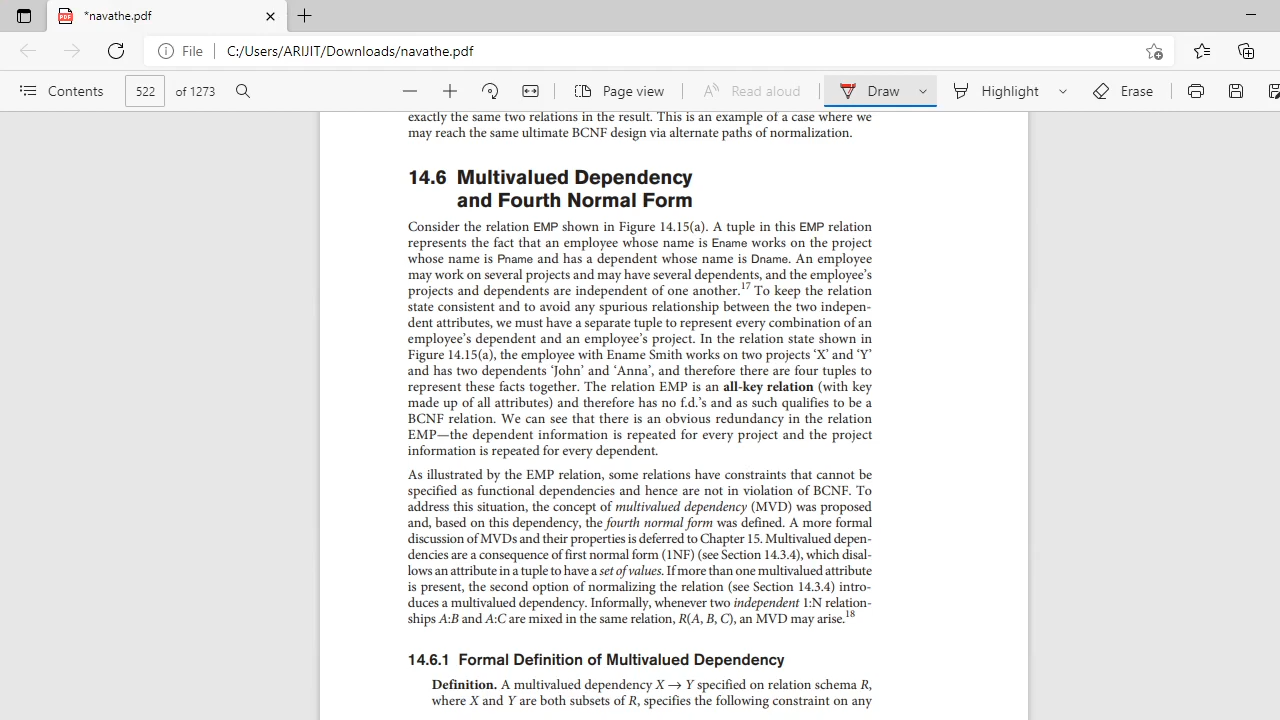 *navathe.pdf
File
C:/Users/ARIJIT/Downloads/navathe.pdf
Contents
522
of 1273
Page view
Read aloud
Draw
Highlight
Erase
exactly the same two relations in the result. This is an example of a case where we
may reach the same ultimate BCNF design via alternate paths of normalization.
14.6 Multivalued Dependency
and Fourth Normal Form
Consider the relation EMP shown in Figure 14.15(a). A tuple in this EMP relation
represents the fact that an employee whose name is Ename works on the project
whose name is Pname and has a dependent whose name is Dname. An employee
may work on several projects and may have several dependents, and the employee's
projects and dependents are independent of one another.17 To keep the relation
state consistent and to avoid any spurious relationship between the two indepen-
dent attributes, we must have a separate tuple to represent every combination of an
employee's dependent and an employee's project. In the relation state shown in
Figure 14.15(a), the employee with Ename Smith works on two projects 'X' and 'Y'
and has two dependents 'John' and 'Anna', and therefore there are four tuples to
represent these facts together. The relation EMP is an all-key relation (with key
made up of all attributes) and therefore has no f.d.'s and as such qualifies to be a
BCNF relation. We can see that there is an obvious redundancy in the relation
EMP—the dependent information is repeated for every project and the project
information is repeated for every dependent.
As illustrated by the EMP relation, some relations have constraints that cannot be
specified as functional dependencies and hence are not in violation of BCNF. To
address this situation, the concept of multivalued dependency (MVD) was proposed
and, based on this dependency, the fourth normal form was defined. A more formal
discussion of MVDs and their properties is deferred to Chapter 15. Multivalued depen-
dencies are a consequence of first normal form (1NF) (see Section 14.3.4), which disal-
lows an attribute in a tuple to have a set of values. If more than one multivalued attribute
is present, the second option of normalizing the relation (see Section 14.3.4) intro-
duces a multivalued dependency. Informally, whenever two independent 1:N relation-
ships A:B and A:C are mixed in the same relation, R(A, B, C), an MVD may arise.18
14.6.1 Formal Definition of Multivalued Dependency
Definition. A multivalued dependency X → Y specified on relation schema R,
where X and Y are both subsets of R, specifies the following constraint on any